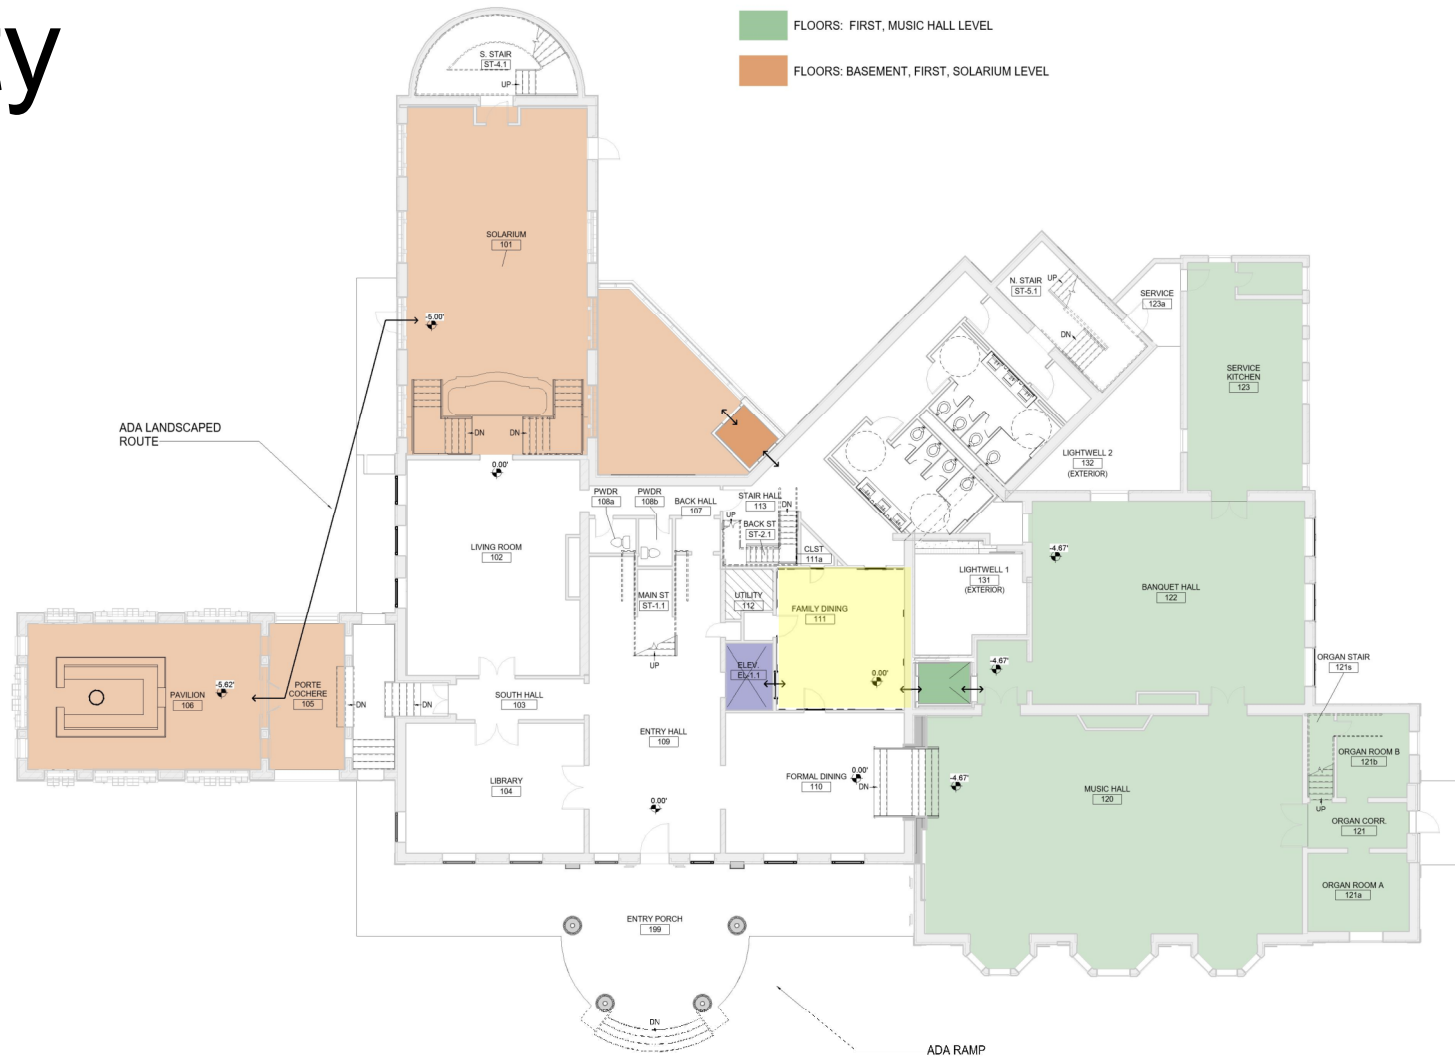 ty
FLOORS: FIRST, MUSIC HALL LEVEL
FLOORS: BASEMENT, FIRST, SOLARIUM LEVEL
S. STAIR
ST-4.1
UP
SOLARIUM
101
-5.00'
DN
DN
0.00'
ADA LANDSCAPED
ROUTE
N. STAIR
ST-5.1
UP
DN
SERVICE
123a
SERVICE
KITCHEN
123
LIGHTWELL 2
132
(EXTERIOR)
PWDR
108a
PWDR
108b
BACK HALL
107
STAIR HALL
113
UP
DN
BACK ST
ST-2.1
CLST
111a
LIVING ROOM
102
MAIN ST
ST-1.1
UP
UTILITY
112
FAMILY DINING
111
0.00'
ELEV.
EL-1.1
LIGHTWELL 1
131
(EXTERIOR)
-4.67'
BANQUET HALL
122
-4.67'
ORGAN STAIR
121s
PAVILION
106
-5.62'
PORTE
COCHERE
105
DN
DN
SOUTH HALL
103
ENTRY HALL
109
0.00'
LIBRARY
104
FORMAL DINING
110
0.00'
DN
-4.67'
MUSIC HALL
120
ORGAN ROOM B
121b
UP
ORGAN CORR.
121
ORGAN ROOM A
121a
ENTRY PORCH
199
DN
ADA RAMP